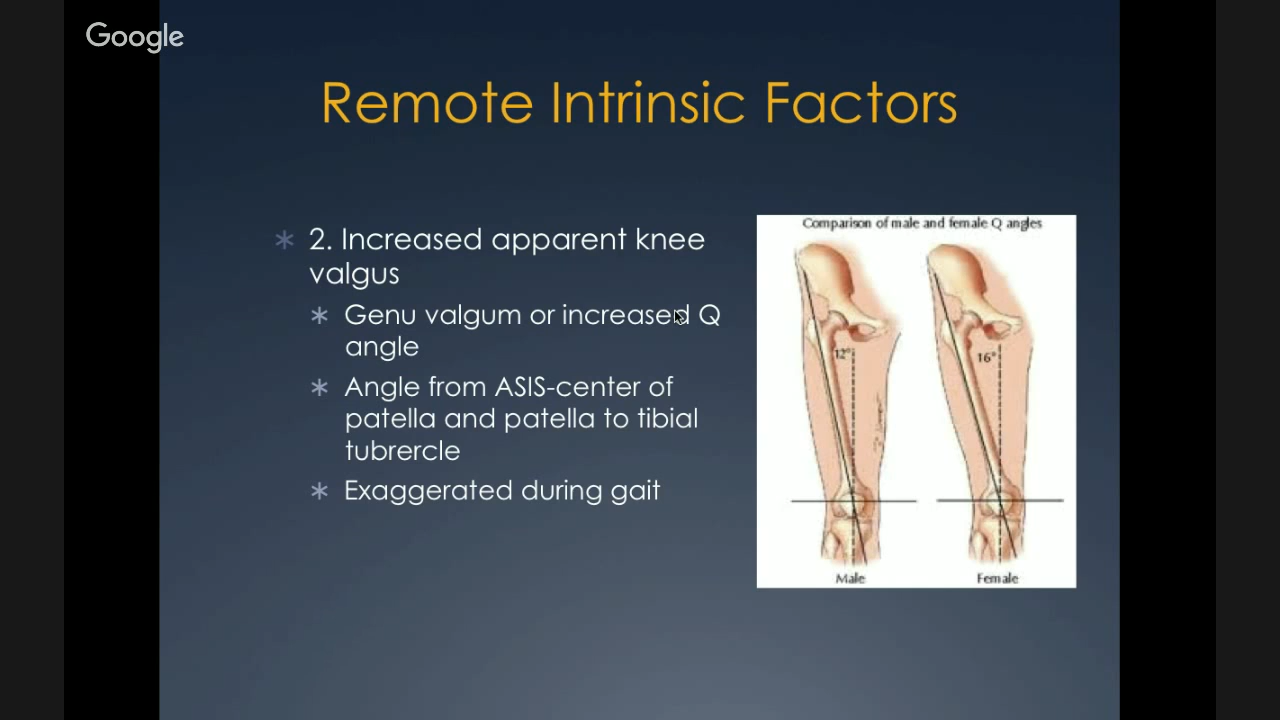 Google
Remote Intrinsic Factors
2. Increased apparent knee
valgus
Genu valgum or increased Q
angle
Angle from ASIS-center of
patella and patella to tibial
tubrercle
Exaggerated during gait
Comparison of male and female Q angles
12°
16°
Male
Female